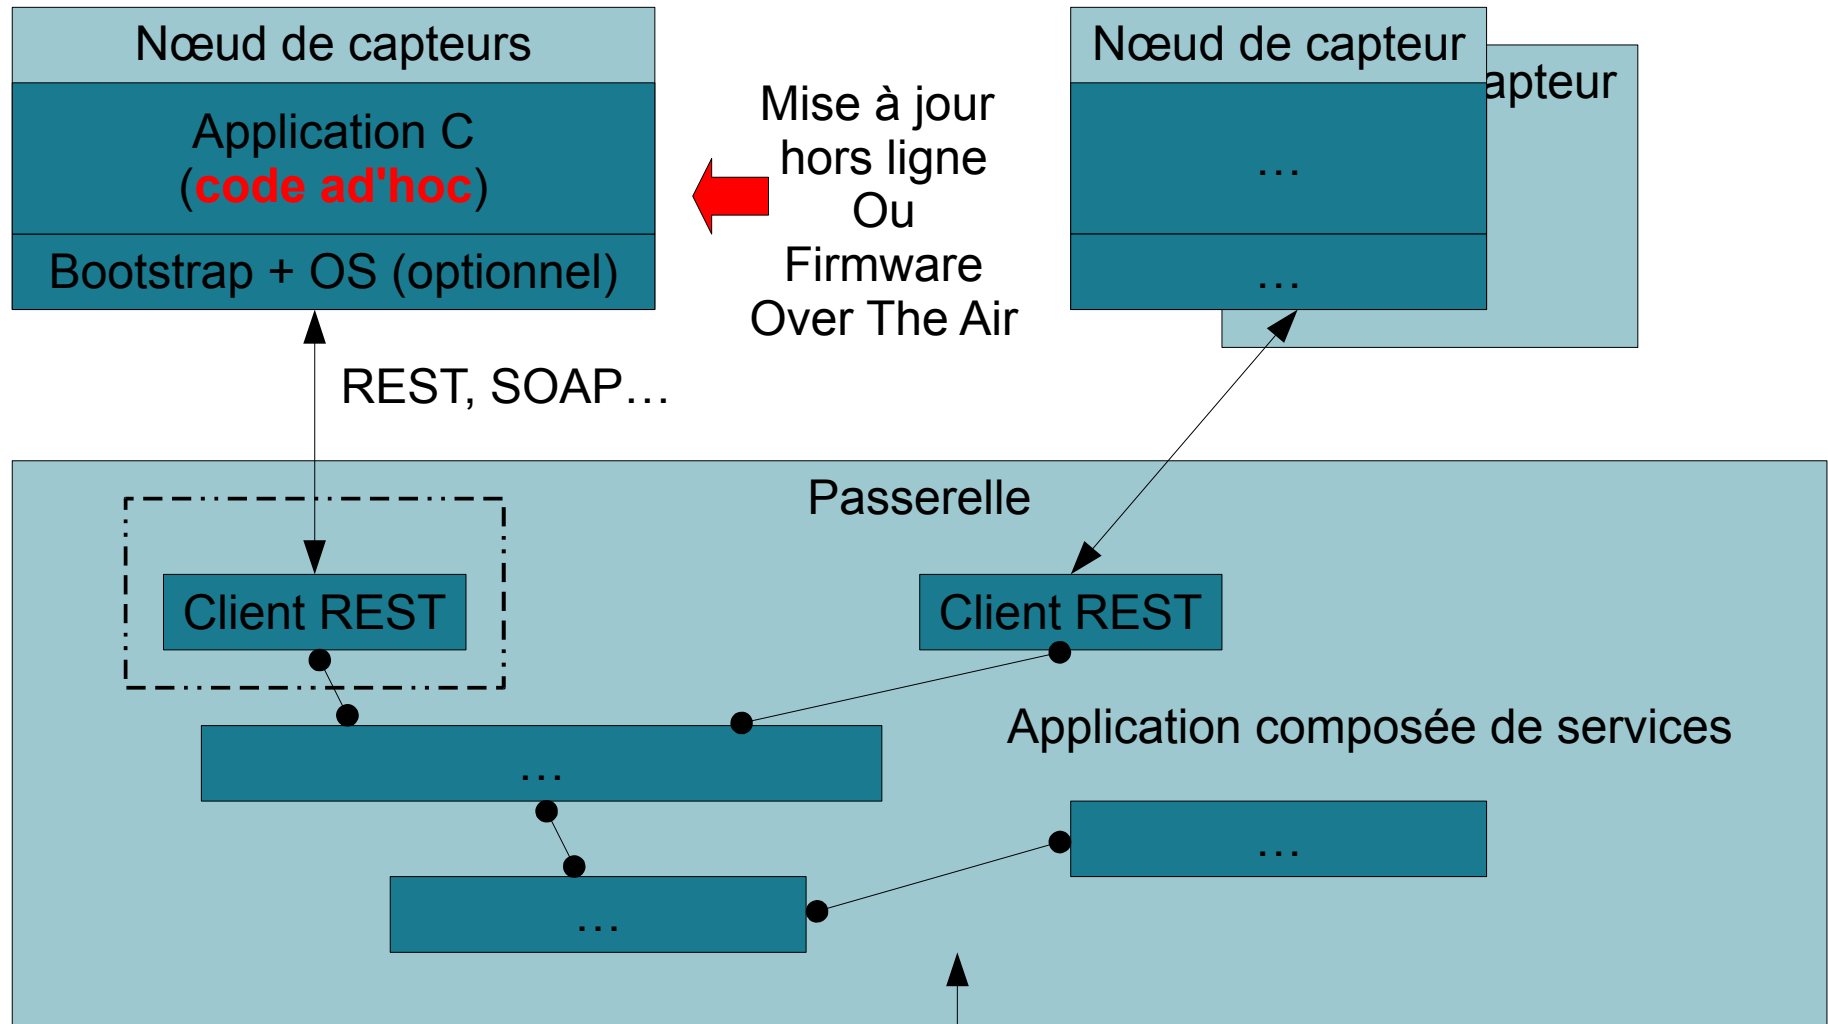 Nœud de capteurs
Application C
(code ad'hoc)
Bootstrap + OS (optionnel)
Mise à jour
hors ligne
Ou
Firmware
Over The Air
Nœud de capteur
apteur
…
…
REST, SOAP…
Passerelle
Client REST
Client REST
Application composée de services
…
…
…